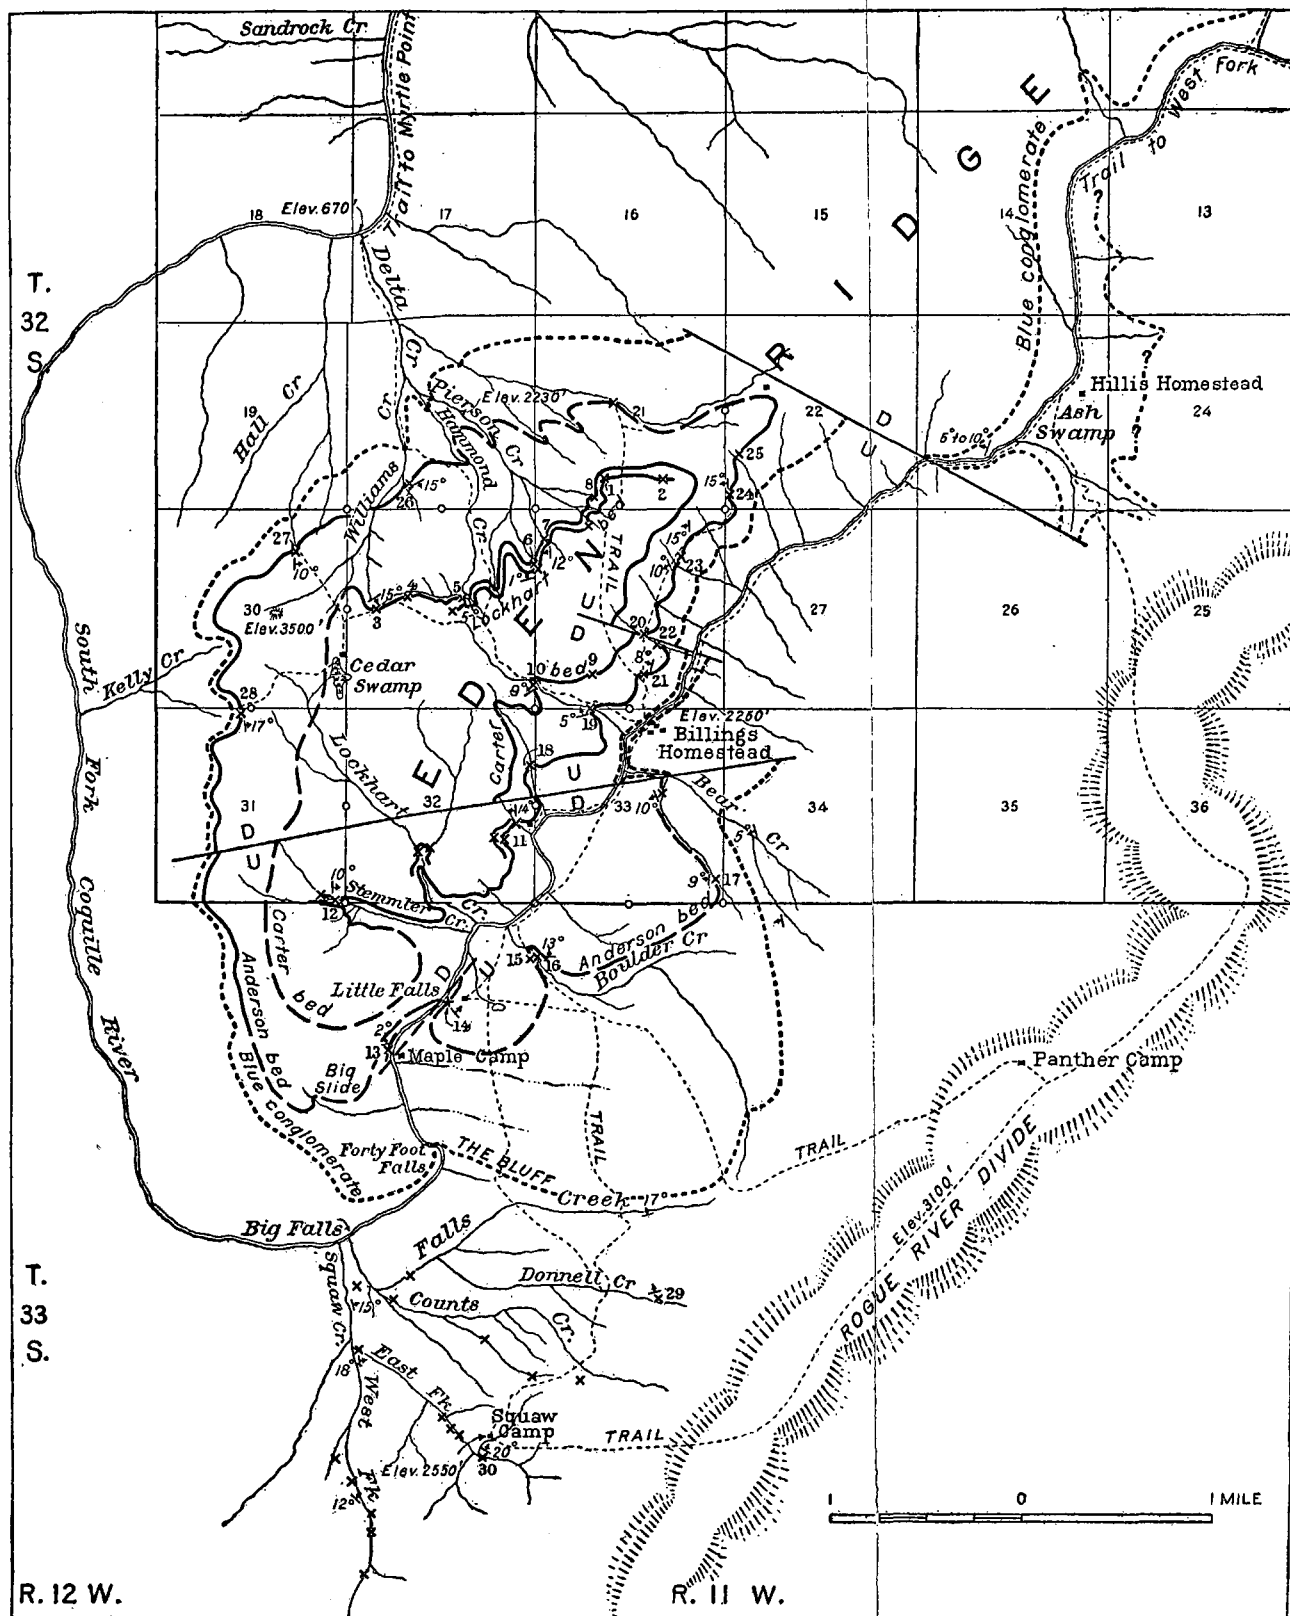 Sandrock Cr.
Trail to Myrtle Point
Trail to West Fork
EDEN RIDGE
Blue conglomerate
Elev. 670'
18
17
16
15
14
13
?
T.
32
S.
Delta Cr
Hall Cr
19
Pierson Cr
Hammond Cr.
Elev. 2230'
21
22
D
U
5° to 10°
Hillis Homestead
Ash Swamp
24
?
?
Williams Cr
15°
26
8
1
2
25
15°
24
27
10°
7
6
12°
1°
bed
TRAIL
15°
10°
23
30
Elev. 3500'
15°
4
3
5
5°
Lockhart
U
D
20
22
27
26
25
South Fork Coquille River
Kelly Cr
Cedar Swamp
10
bed
9
8°
21
9°
28
17°
5°
19
Elev. 2250'
Billings Homestead
Lockhart Cr.
Carter
18
U
D
31
32
33
34
35
36
D
U
14°
11
10°
Bear Cr
5°
10°
Stemmler Cr.
12
9°
17
Carter bed
Anderson bed
Boulder Cr
13°
15
16
Anderson bed
Blue conglomerate
Little Falls
D
U
14
2°
13
Maple Camp
Big Slide
Panther Camp
TRAIL
TRAIL
Forty Foot Falls
THE BLUFF
Creek
17°
Big Falls
Falls
Elev. 3100'
ROGUE RIVER DIVIDE
Squaw Cr.
Donnell Cr
29
T.
33
S.
15°
Counts Cr.
18°
East Fk
West Fk
Squaw Camp
TRAIL
20°
30
Elev. 2550'
12°
1
0
1 MILE
R. 12 W.
R. 11 W.